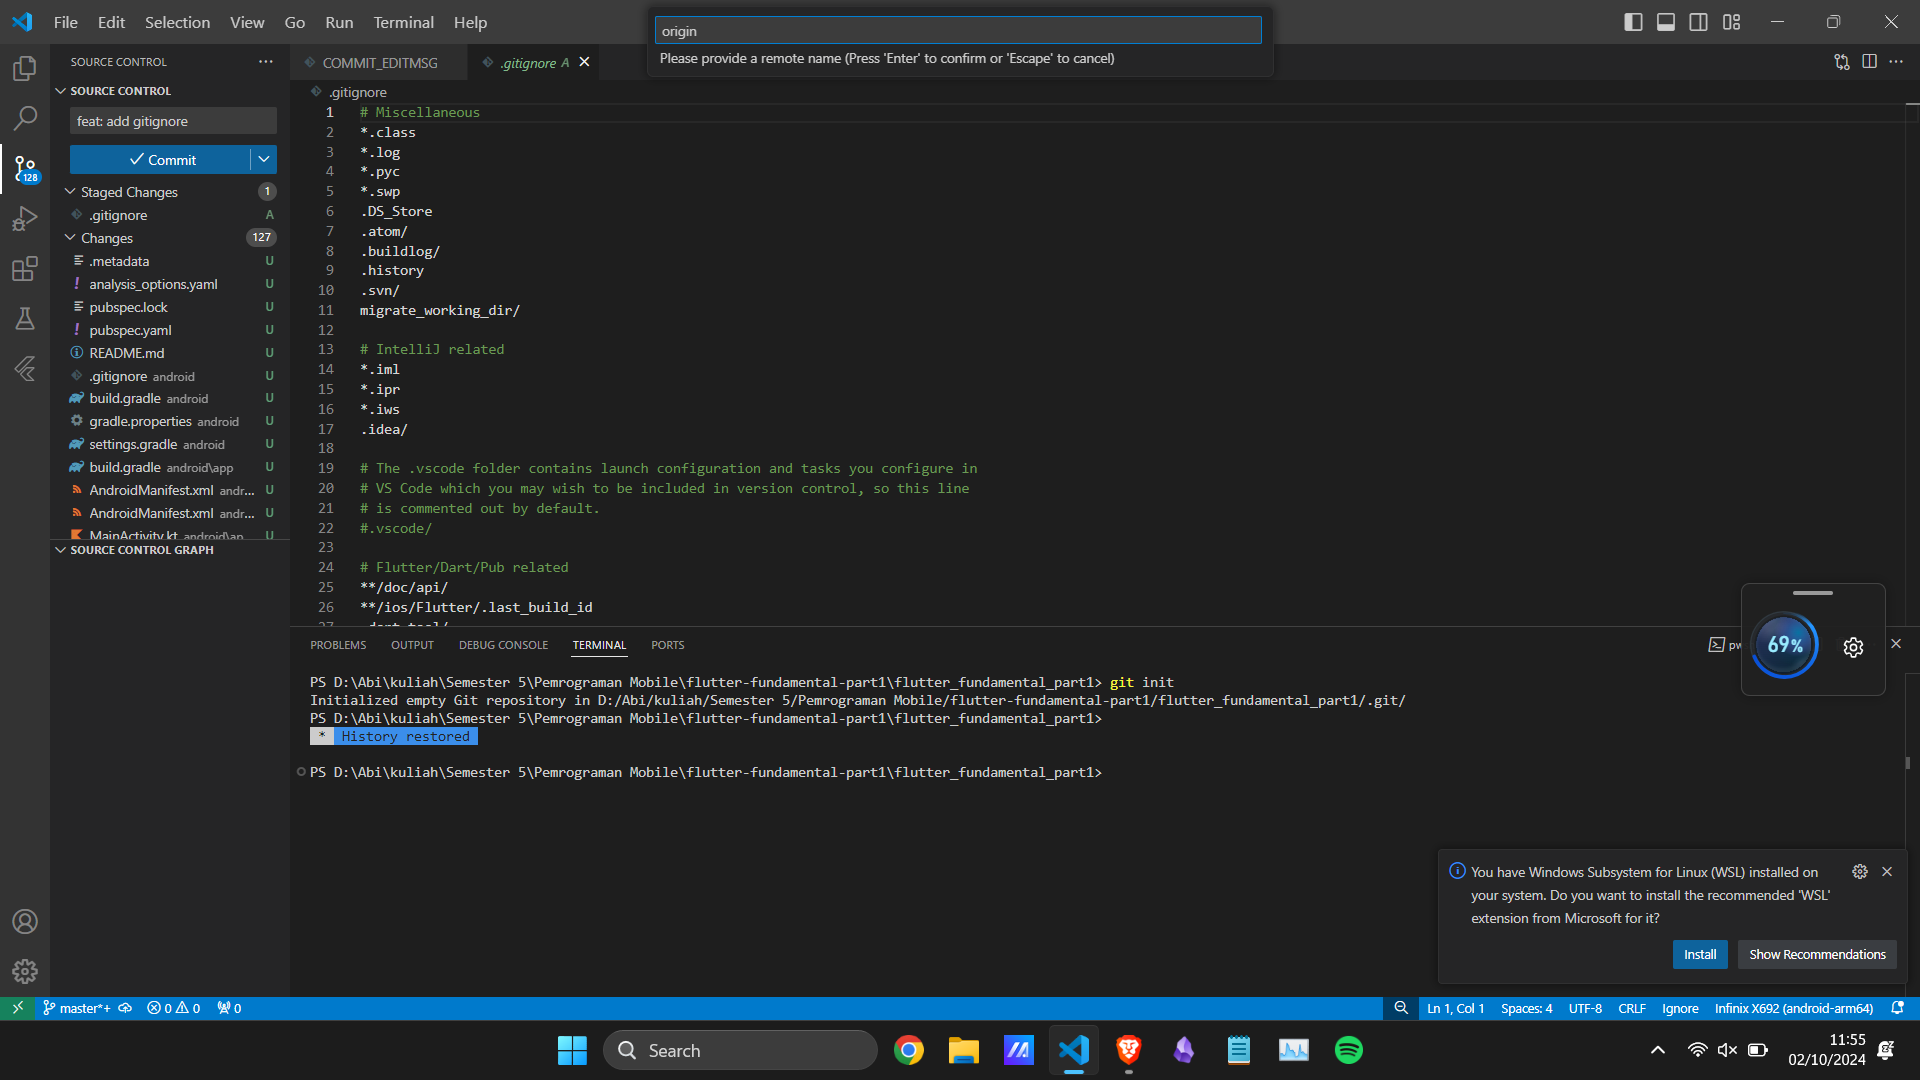 File Edit Selection View Go Run Terminal Help
origin
Please provide a remote name (Press 'Enter' to confirm or 'Escape' to cancel)
SOURCE CONTROL
SOURCE CONTROL
feat: add gitignore
Commit
Staged Changes 1
.gitignore A
Changes 127
.metadata U
analysis_options.yaml U
pubspec.lock U
pubspec.yaml U
README.md U
.gitignore android U
build.gradle android U
gradle.properties android U
settings.gradle android U
build.gradle android\app U
AndroidManifest.xml andr... U
AndroidManifest.xml andr... U
MainActivity.kt android\ap... U
SOURCE CONTROL GRAPH
128
COMMIT_EDITMSG
.gitignore A
.gitignore
1 # Miscellaneous
2 *.class
3 *.log
4 *.pyc
5 *.swp
6 .DS_Store
7 .atom/
8 .buildlog/
9 .history
10 .svn/
11 migrate_working_dir/
12
13 # IntelliJ related
14 *.iml
15 *.ipr
16 *.iws
17 .idea/
18
19 # The .vscode folder contains launch configuration and tasks you configure in
20 # VS Code which you may wish to be included in version control, so this line
21 # is commented out by default.
22 #.vscode/
23
24 # Flutter/Dart/Pub related
25 **/doc/api/
26 **/ios/Flutter/.last_build_id
27 .dart_tool/
PROBLEMS OUTPUT DEBUG CONSOLE TERMINAL PORTS
pw
69%
PS D:\Abi\kuliah\Semester 5\Pemrograman Mobile\flutter-fundamental-part1\flutter_fundamental_part1> git init
Initialized empty Git repository in D:/Abi/kuliah/Semester 5/Pemrograman Mobile/flutter-fundamental-part1/flutter_fundamental_part1/.git/
PS D:\Abi\kuliah\Semester 5\Pemrograman Mobile\flutter-fundamental-part1\flutter_fundamental_part1>
* History restored
PS D:\Abi\kuliah\Semester 5\Pemrograman Mobile\flutter-fundamental-part1\flutter_fundamental_part1>
You have Windows Subsystem for Linux (WSL) installed on
your system. Do you want to install the recommended 'WSL'
extension from Microsoft for it?
Install Show Recommendations
master*+ 0 0 0
Ln 1, Col 1 Spaces: 4 UTF-8 CRLF Ignore Infinix X692 (android-arm64)
Search
11:55
02/10/2024